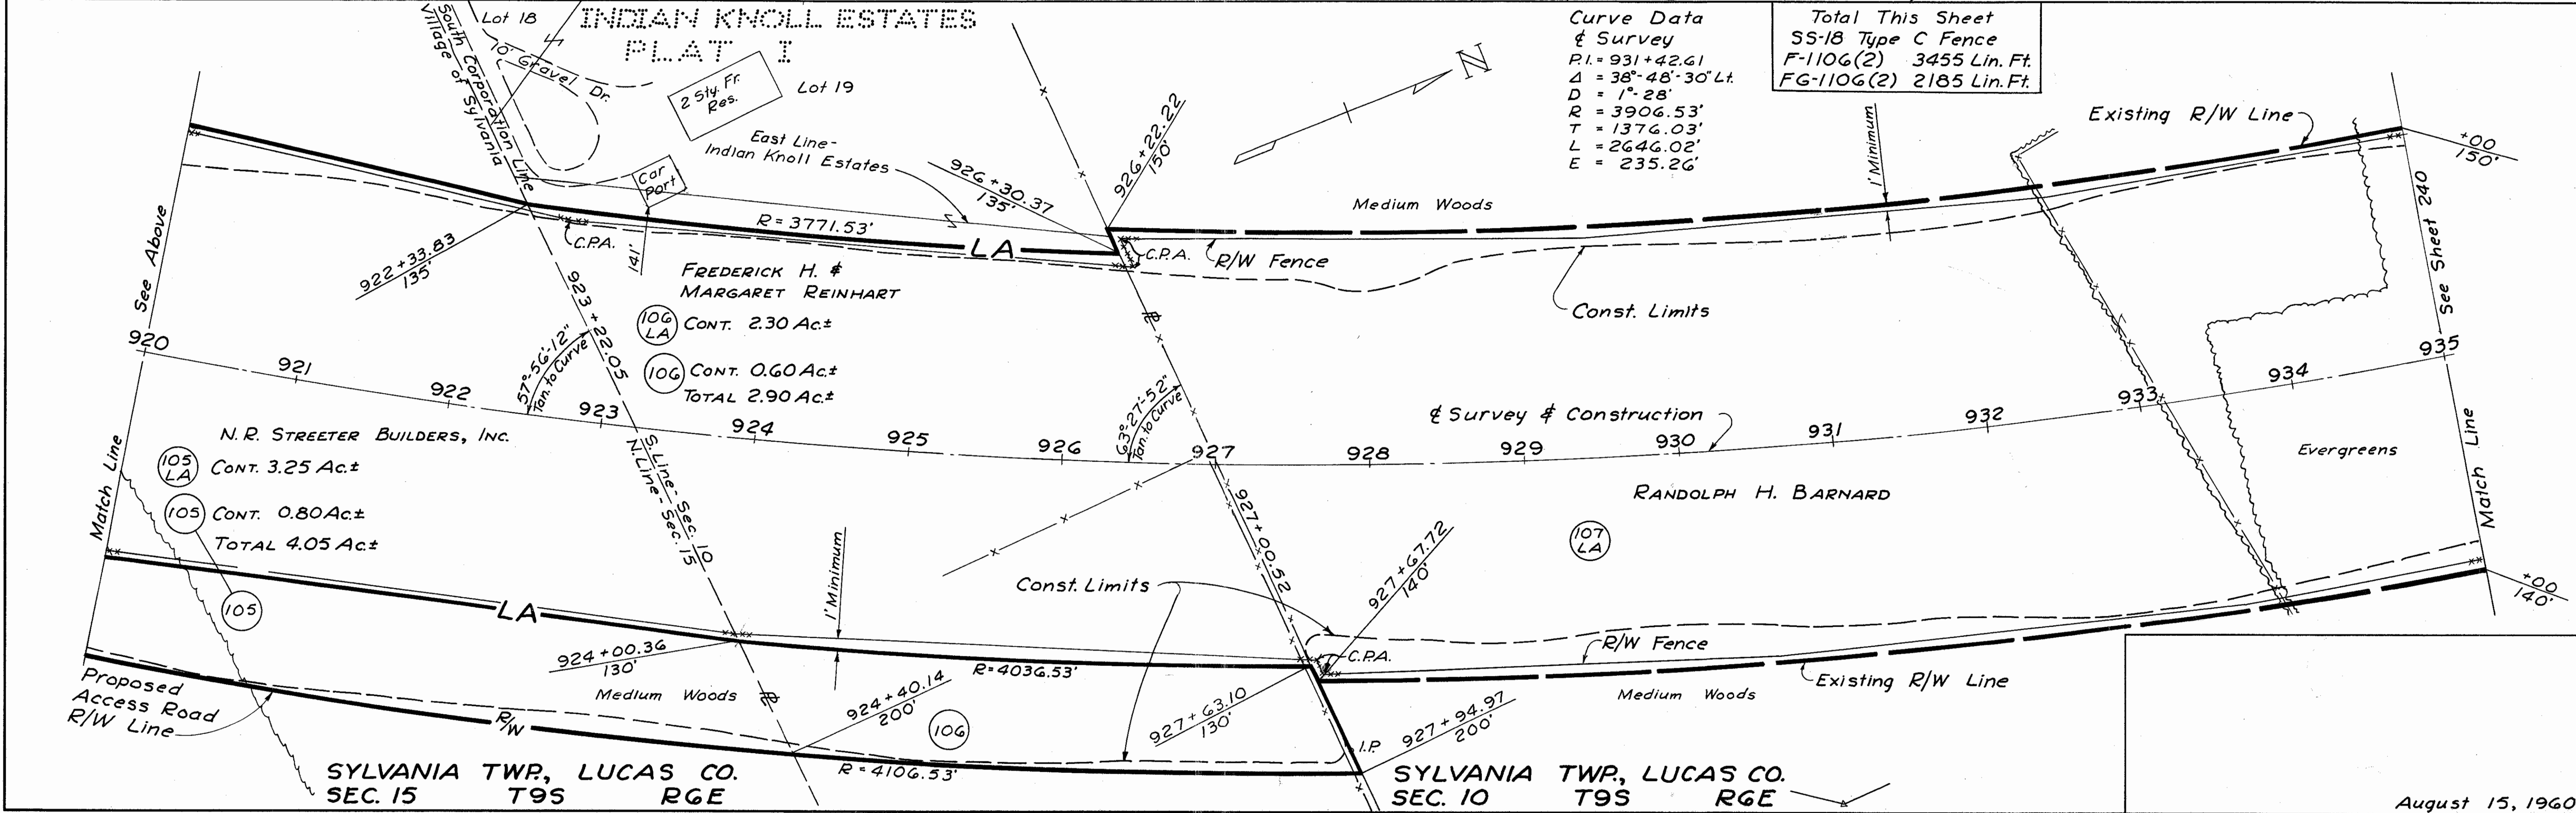 INDIAN KNOLL ESTATES
PLAT I
Lot 18
South Corporation Line
Village of Sylvania
10' Gravel Dr.
2 Sty. Fr.
Res.
Lot 19
East Line-
Indian Knoll Estates
Car
Port
141'
926+30.37
135'
926+22.22
150'
N
Curve Data
℄ Survey
P.I. = 931+42.61
Δ = 38°-48'-30" Lt.
D = 1°-28'
R = 3906.53'
T = 1376.03'
L = 2646.02'
E = 235.26'
Total This Sheet
SS-18 Type C Fence
F-1106(2) 3455 Lin. Ft.
FG-1106(2) 2185 Lin. Ft.
1' Minimum
Existing R/W Line
+00
150'
See Sheet 240
Match Line
See Above
Match Line
922+33.83
135'
C.P.A.
R = 3771.53'
LA
C.P.A.
R/W Fence
Medium Woods
Const. Limits
FREDERICK H. &
MARGARET REINHART
106
LA
CONT. 2.30 Ac.±
106
CONT. 0.60 Ac.±
TOTAL 2.90 Ac.±
923+22.05
57°-56'-12"
Tan. to Curve
63°-27'-52"
Tan. to Curve
℄ Survey & Construction
920
921
922
923
924
925
926
927
928
929
930
931
932
933
934
935
N. R. STREETER BUILDERS, INC.
105
LA
CONT. 3.25 Ac.±
105
CONT. 0.80 Ac.±
TOTAL 4.05 Ac.±
105
S. Line - Sec. 10
N. Line - Sec. 15
927+00.52
RANDOLPH H. BARNARD
107
LA
Evergreens
1' Minimum
Const. Limits
927+67.72
140'
LA
924+00.36
130'
R = 4036.53'
C.P.A.
R/W Fence
Existing R/W Line
+00
140'
Proposed
Access Road
R/W Line
R/W
Medium Woods
924+40.14
200'
106
927+63.10
130'
I.P.
927+94.97
200'
Medium Woods
R = 4106.53'
SYLVANIA TWP., LUCAS CO.
SEC. 15 T9S R6E
SYLVANIA TWP., LUCAS CO.
SEC. 10 T9S R6E
August 15, 1960